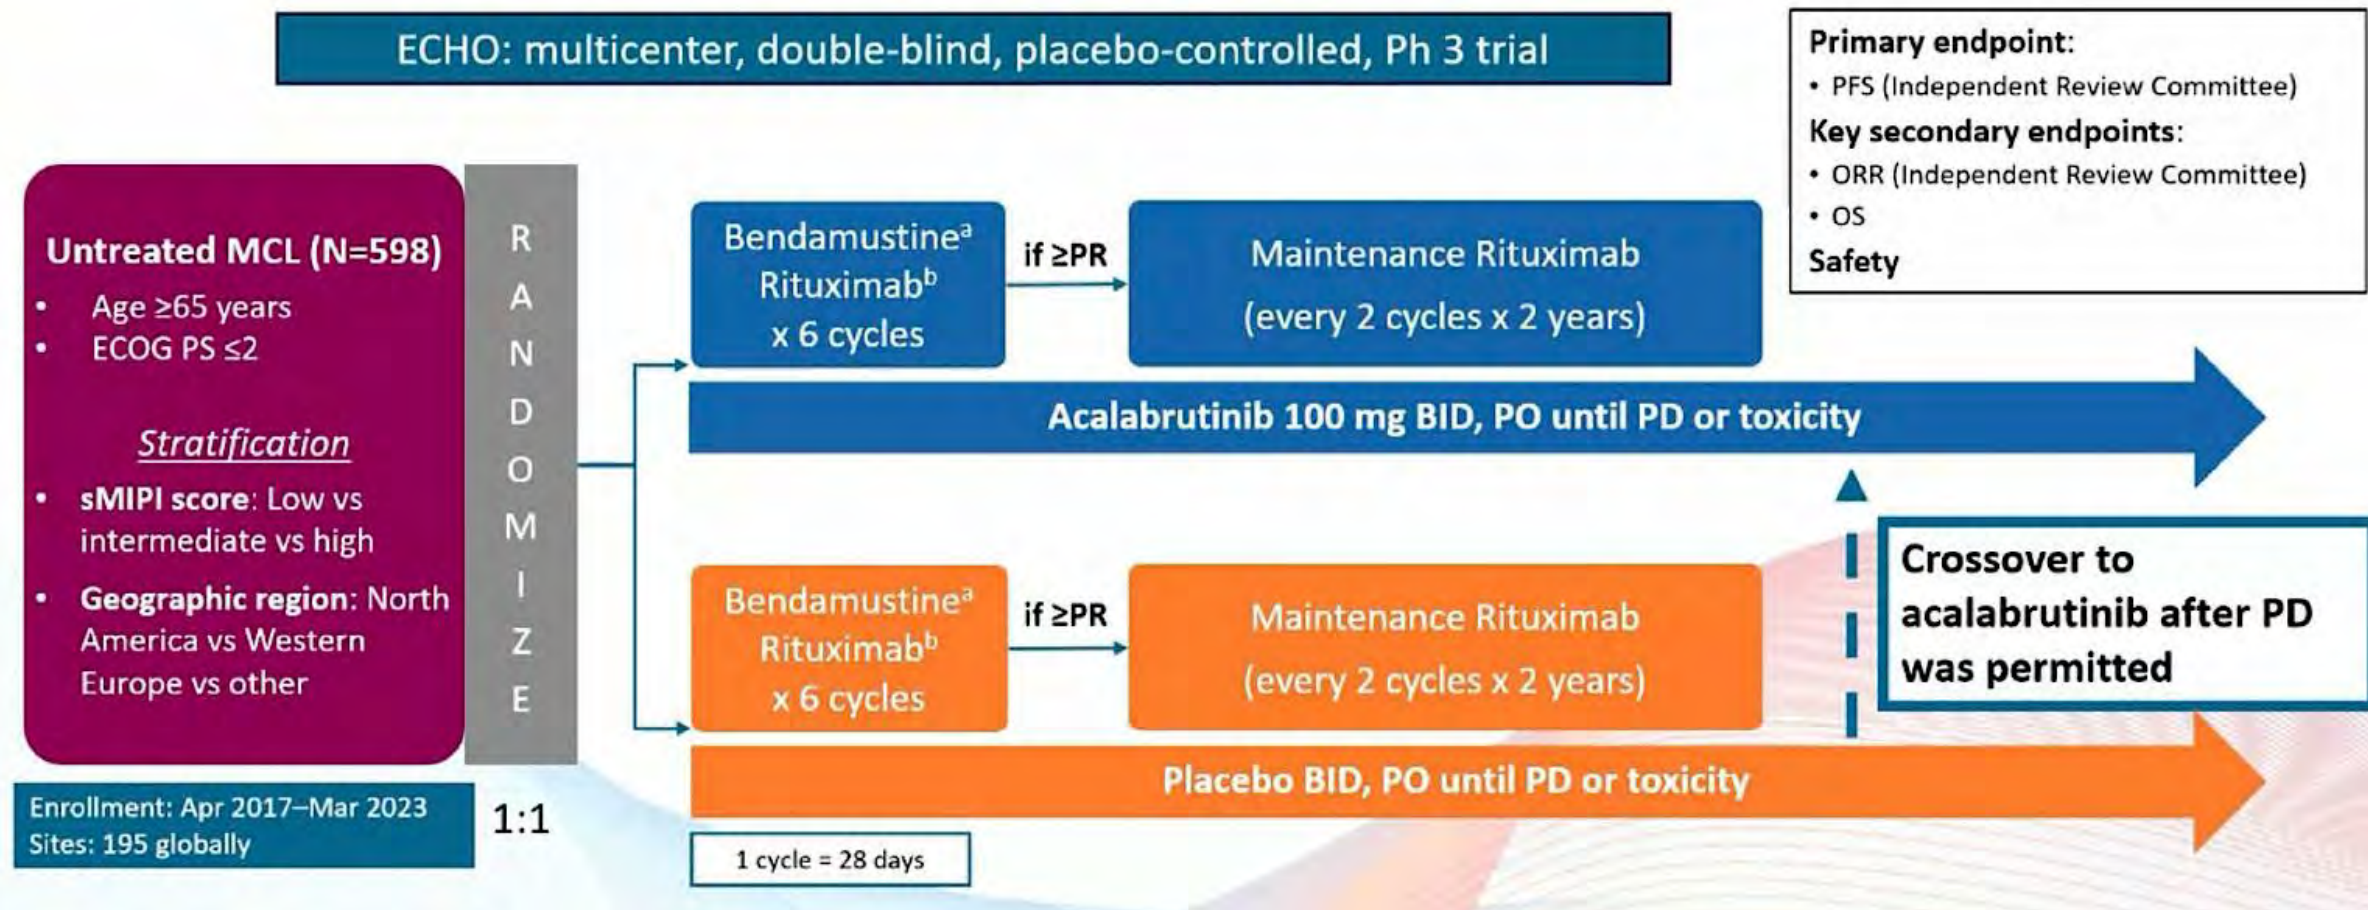 ECHO: multicenter, double-blind, placebo-controlled, Ph 3 trial
Primary endpoint:
• PFS (Independent Review Committee)
Key secondary endpoints:
• ORR (Independent Review Committee)
• OS
Safety
Untreated MCL (N=598)
• Age ≥65 years
• ECOG PS ≤2
Stratification
• sMIPI score: Low vs
intermediate vs high
• Geographic region: North
America vs Western
Europe vs other
Enrollment: Apr 2017–Mar 2023
Sites: 195 globally
R
A
N
D
O
M
I
Z
E
1:1
Bendamustineᵃ
Rituximabᵇ
x 6 cycles
if ≥PR
Maintenance Rituximab
(every 2 cycles x 2 years)
Acalabrutinib 100 mg BID, PO until PD or toxicity
Bendamustineᵃ
Rituximabᵇ
x 6 cycles
if ≥PR
Maintenance Rituximab
(every 2 cycles x 2 years)
Crossover to
acalabrutinib after PD
was permitted
Placebo BID, PO until PD or toxicity
1 cycle = 28 days